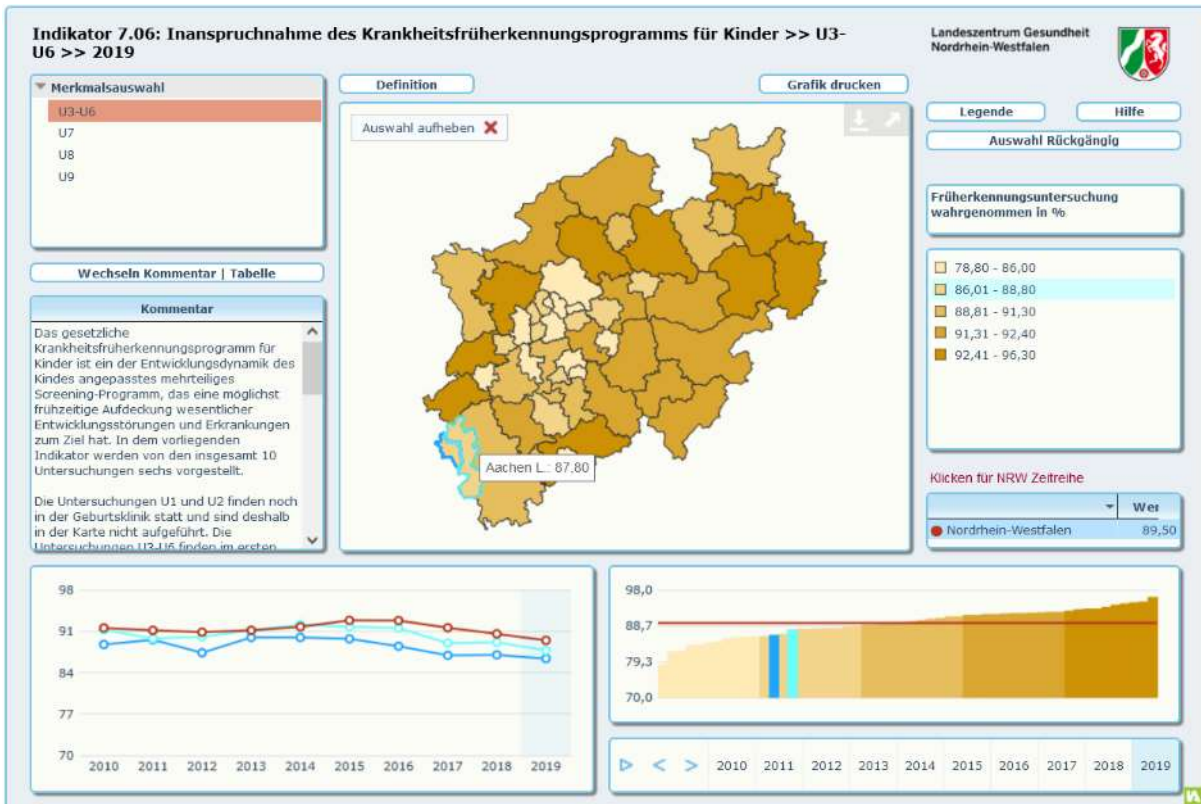 Indikator 7.06: Inanspruchnahme des Krankheitsfrüherkennungsprogramms für Kinder >> U3-
U6 >> 2019
Landeszentrum Gesundheit
Nordrhein-Westfalen
Merkmalsauswahl
U3-U6
U7
U8
U9
Definition
Grafik drucken
Auswahl aufheben
Legende
Hilfe
Auswahl Rückgängig
Früherkennungsuntersuchung
wahrgenommen in %
78,80 - 86,00
86,01 - 88,80
88,81 - 91,30
91,31 - 92,40
92,41 - 96,30
Wechseln Kommentar | Tabelle
Kommentar
Das gesetzliche
Krankheitsfrüherkennungsprogramm für
Kinder ist ein der Entwicklungsdynamik des
Kindes angepasstes mehrteiliges
Screening-Programm, das eine möglichst
frühzeitige Aufdeckung wesentlicher
Entwicklungsstörungen und Erkrankungen
zum Ziel hat. In dem vorliegenden
Indikator werden von den insgesamt 10
Untersuchungen sechs vorgestellt.
Die Untersuchungen U1 und U2 finden noch
in der Geburtsklinik statt und sind deshalb
in der Karte nicht aufgeführt. Die
Untersuchungen U3-U6 finden im ersten
Aachen L.: 87,80
Klicken für NRW Zeitreihe
Wer
Nordrhein-Westfalen 89,50
98
91
84
77
70
2010 2011 2012 2013 2014 2015 2016 2017 2018 2019
98,0
88,7
79,3
70,0
2010 2011 2012 2013 2014 2015 2016 2017 2018 2019